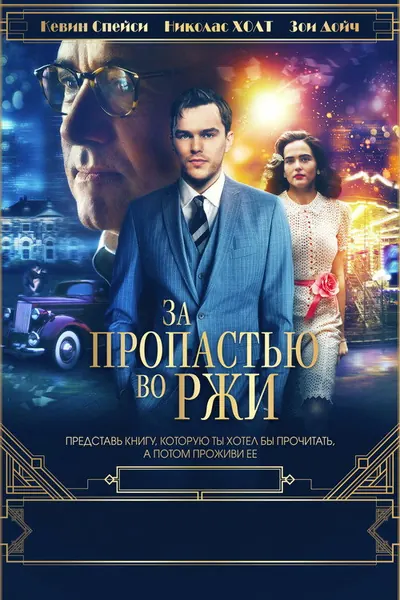 Кевин Спейси Николас ХОЛТ Зои Дойч
ЗА
ПРОПАСТЬЮ
ВО РЖИ
ПРЕДСТАВЬ КНИГУ, КОТОРУЮ ТЫ ХОТЕЛ БЫ ПРОЧИТАТЬ,
А ПОТОМ ПРОЖИВИ ЕЕ